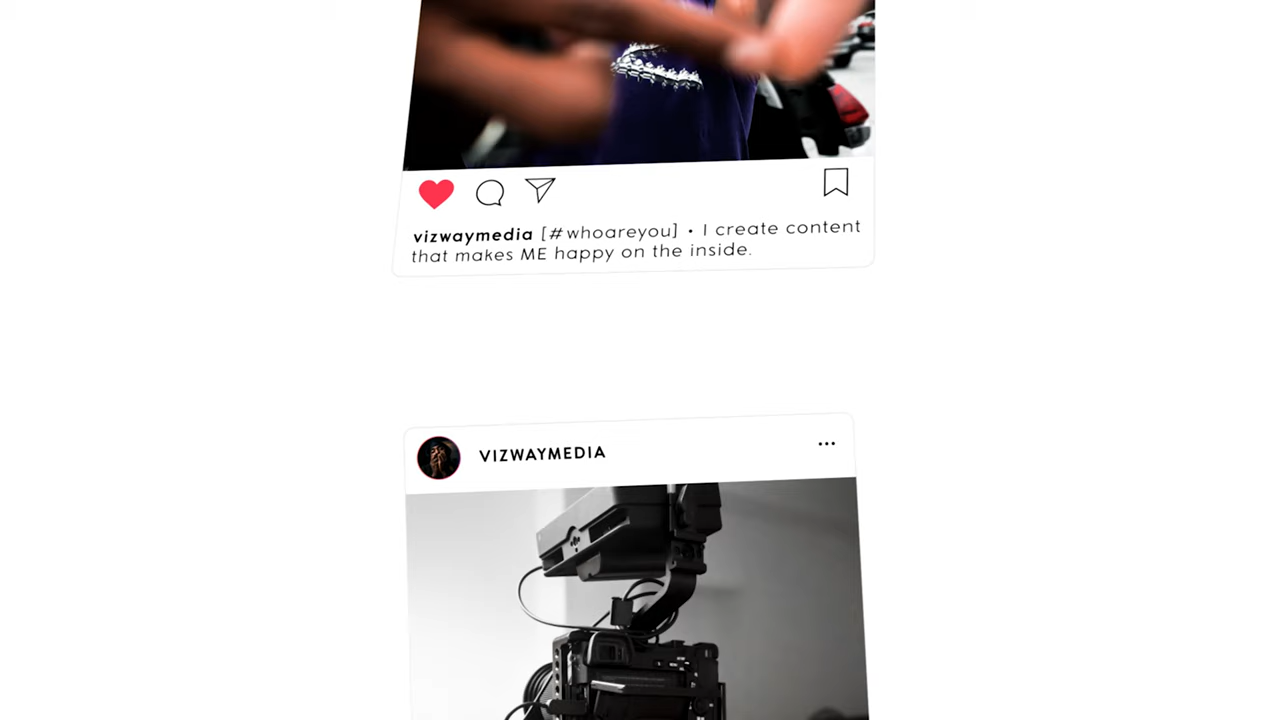 vizwaymedia [#whoareyou] • I create content
that makes ME happy on the inside.
VIZWAYMEDIA